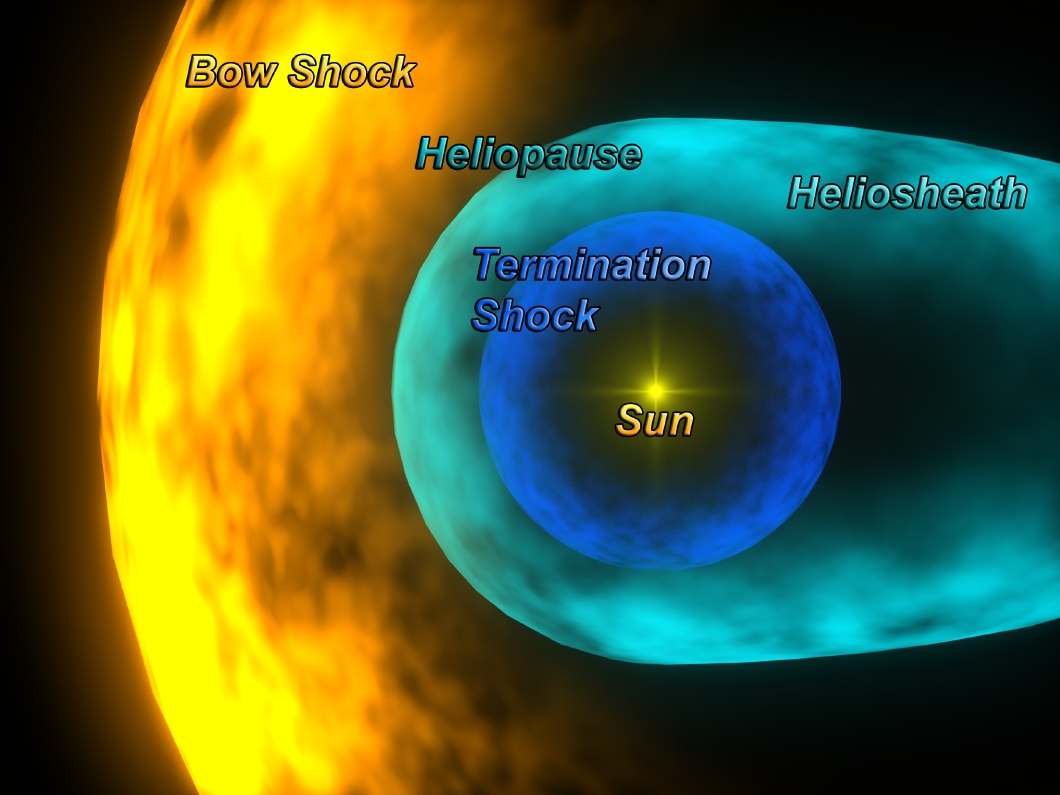 Bow Shock
Heliopause
Heliosheath
Termination
Shock
Sun